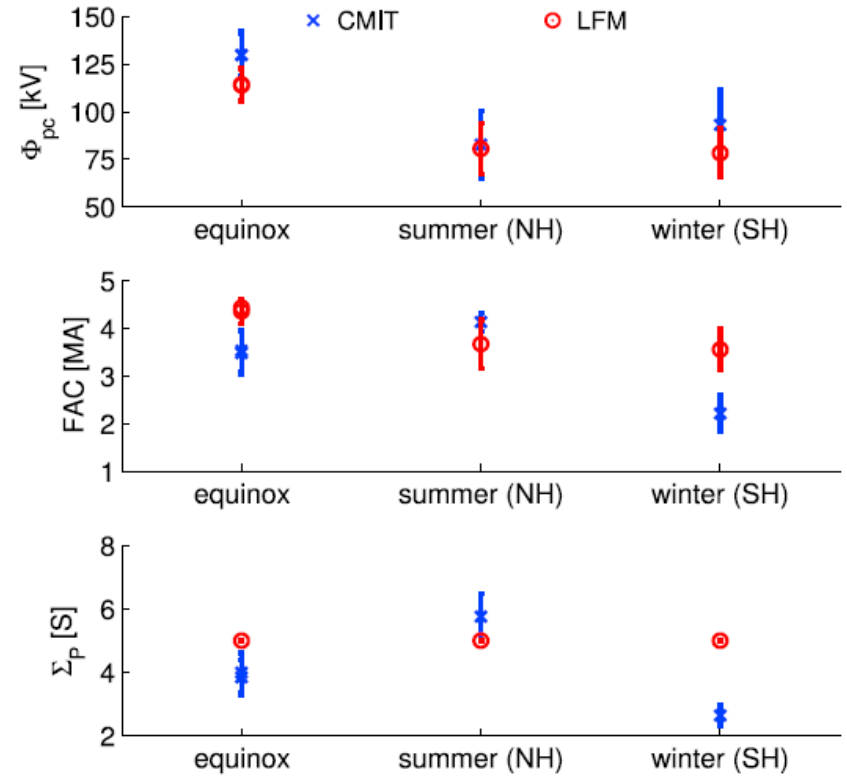 CMIT LFM
Φpc [kV]
150
125
100
75
50
equinox summer (NH) winter (SH)
FAC [MA]
5
4
3
2
1
equinox summer (NH) winter (SH)
ΣP [S]
8
6
4
2
equinox summer (NH) winter (SH)